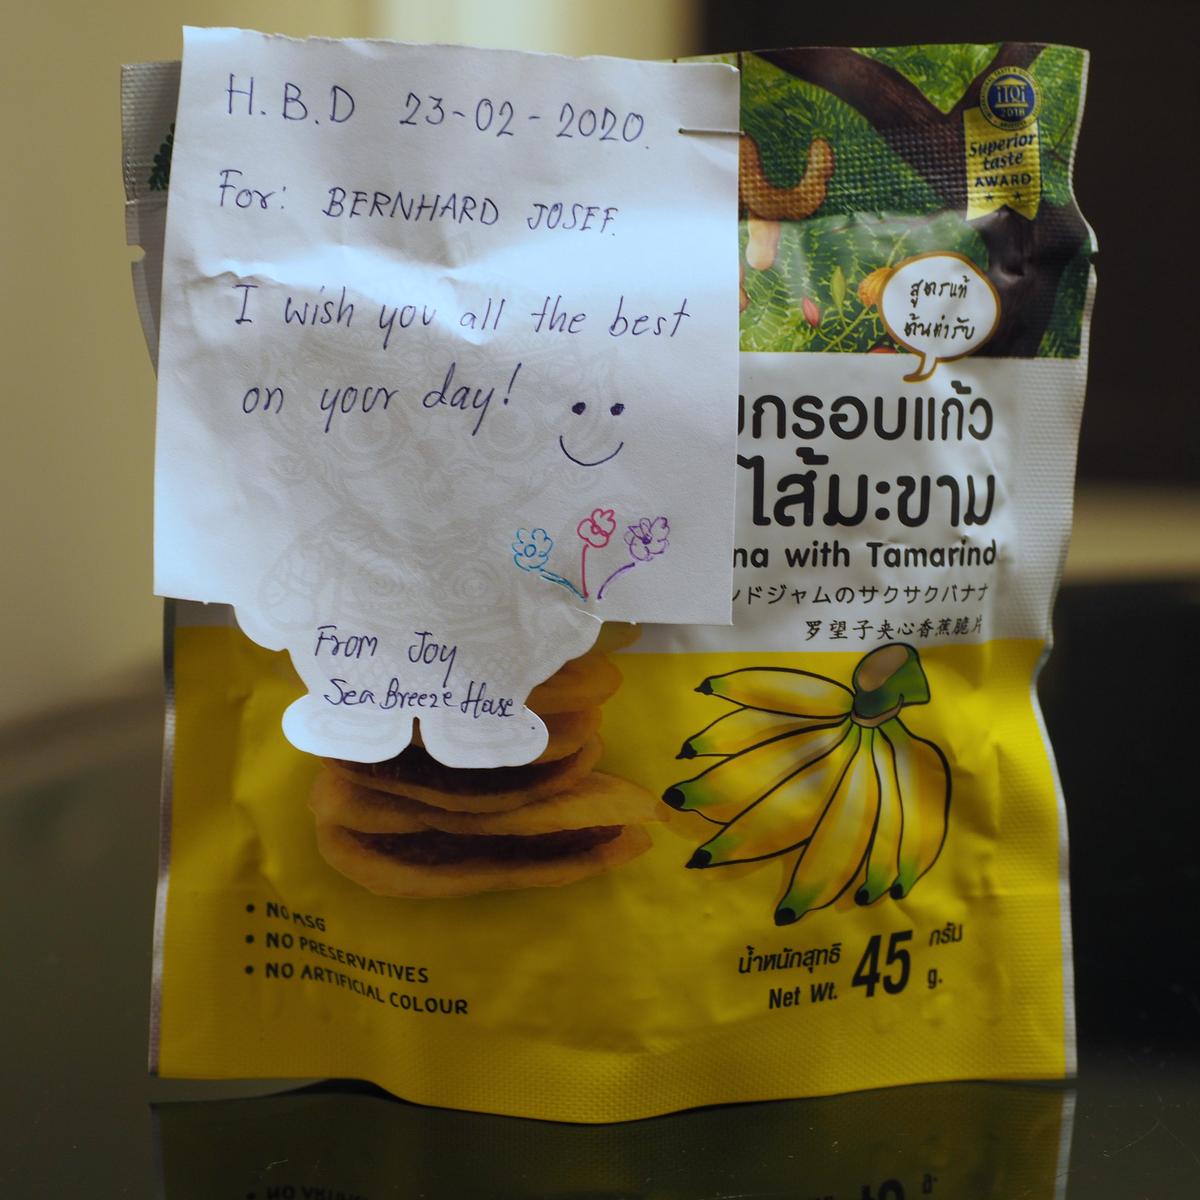 H.B.D 23-02-2020.
For: BERNHARD JOSEF.
I wish you all the best
on your day!
From Joy
Sea Breeze House.
iTQi
2018
Superior
taste
AWARD
สูตรแท้
ต้นตำรับ
กรอบแก้ว
ไส้มะขาม
with Tamarind
ドジャムのサクサクバナナ
罗望子夹心香蕉脆片
• NO MSG
• NO PRESERVATIVES
• NO ARTIFICIAL COLOUR
น้ำหนักสุทธิ 45 กรัม
Net Wt. g.